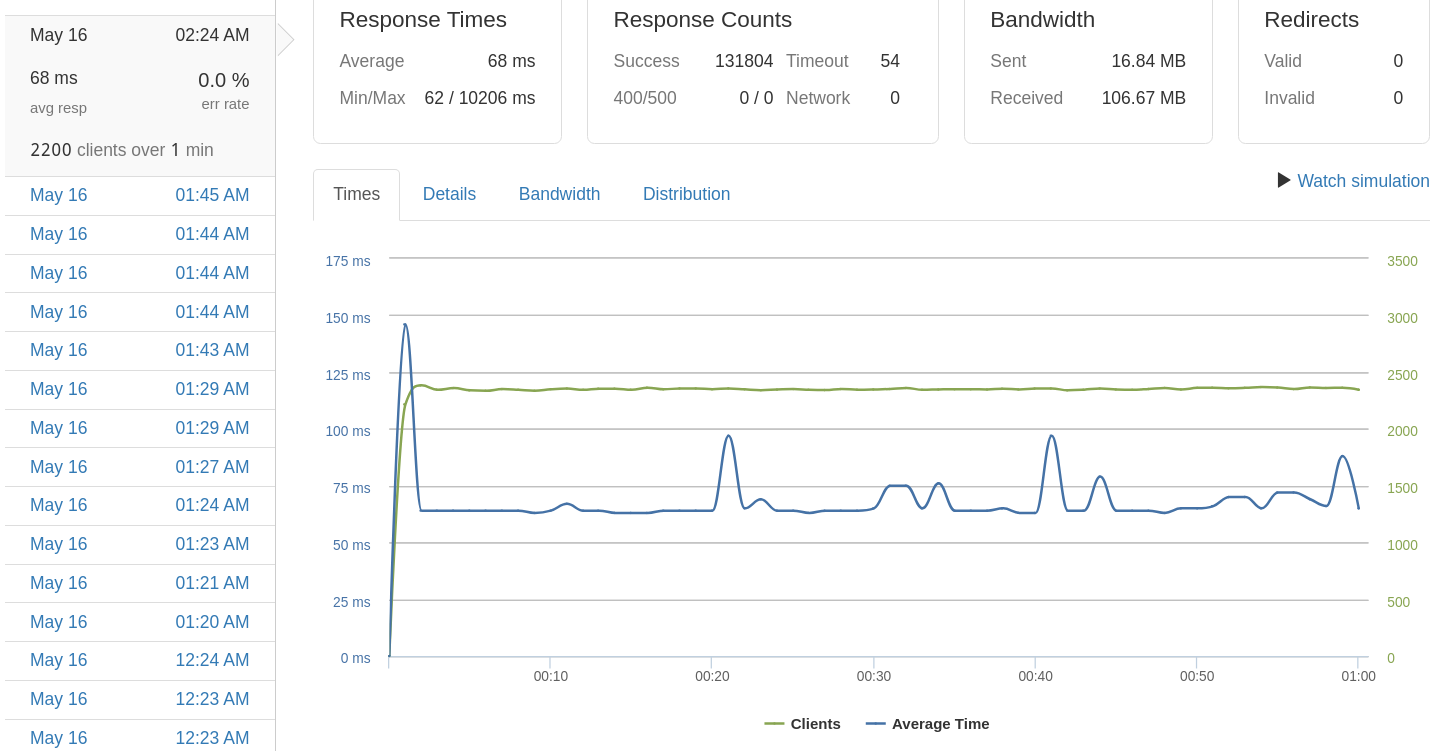 May 16 02:24 AM
68 ms 0.0 %
avg resp err rate
2200 clients over 1 min
May 16 01:45 AM
May 16 01:44 AM
May 16 01:44 AM
May 16 01:44 AM
May 16 01:43 AM
May 16 01:29 AM
May 16 01:29 AM
May 16 01:27 AM
May 16 01:24 AM
May 16 01:23 AM
May 16 01:21 AM
May 16 01:20 AM
May 16 12:24 AM
May 16 12:23 AM
May 16 12:23 AM
Response Times
Average 68 ms
Min/Max 62 / 10206 ms
Response Counts
Success 131804 Timeout 54
400/500 0 / 0 Network 0
Bandwidth
Sent 16.84 MB
Received 106.67 MB
Redirects
Valid 0
Invalid 0
Times Details Bandwidth Distribution Watch simulation
175 ms 3500
150 ms 3000
125 ms 2500
100 ms 2000
75 ms 1500
50 ms 1000
25 ms 500
0 ms 0
00:10 00:20 00:30 00:40 00:50 01:00
Clients Average Time